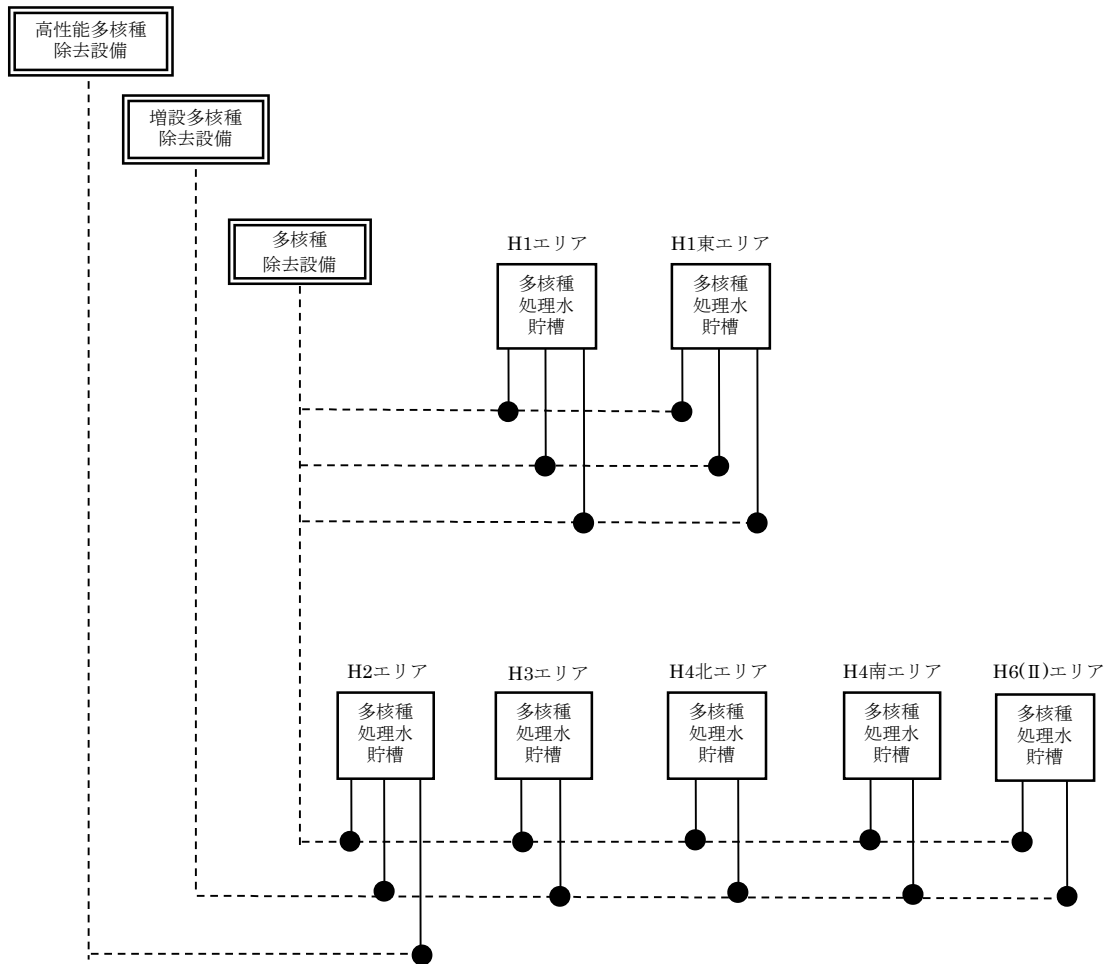 高性能多核種
除去設備
増設多核種
除去設備
多核種
除去設備
H1エリア
多核種
処理水
貯槽
H1東エリア
多核種
処理水
貯槽
H2エリア
多核種
処理水
貯槽
H3エリア
多核種
処理水
貯槽
H4北エリア
多核種
処理水
貯槽
H4南エリア
多核種
処理水
貯槽
H6(Ⅱ)エリア
多核種
処理水
貯槽